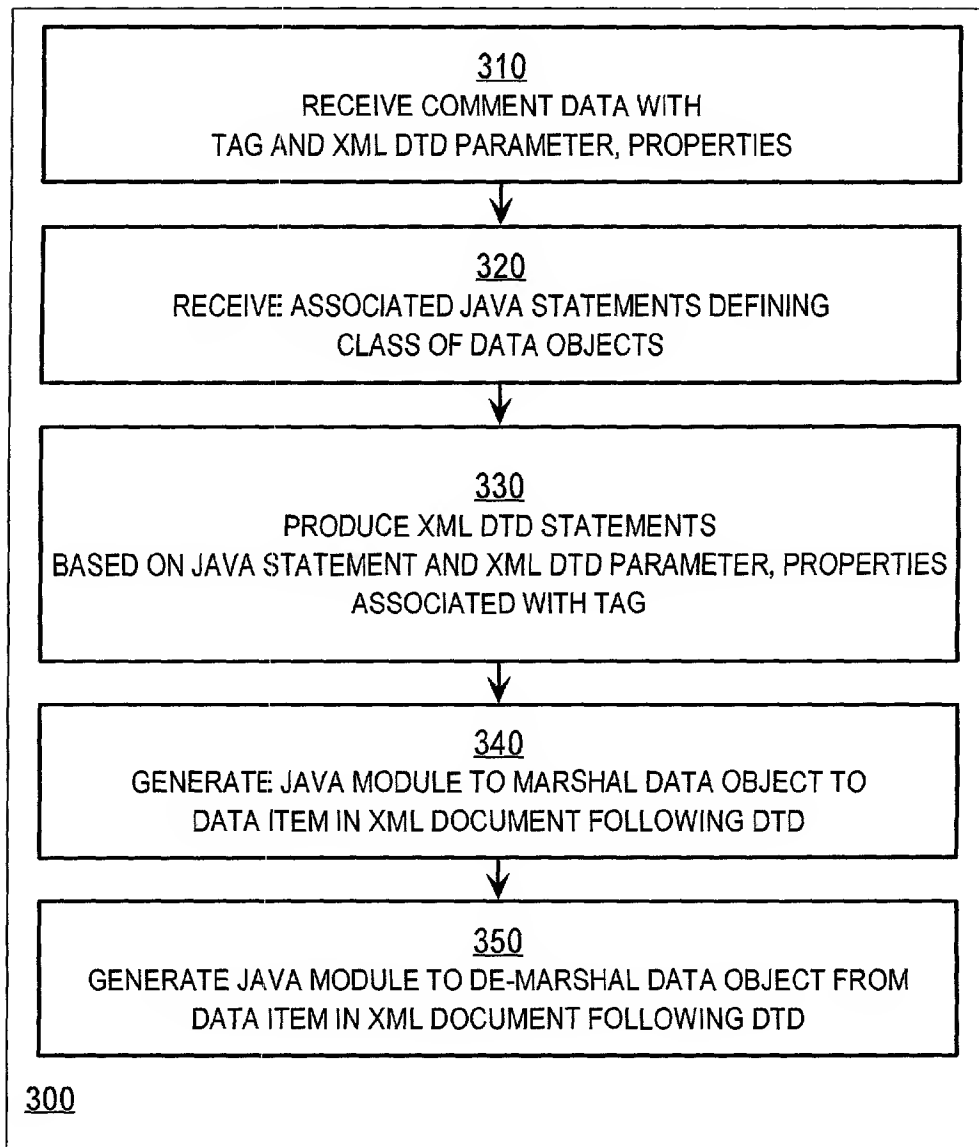 310
RECEIVE COMMENT DATA WITH
TAG AND XML DTD PARAMETER, PROPERTIES
320
RECEIVE ASSOCIATED JAVA STATEMENTS DEFINING
CLASS OF DATA OBJECTS
330
PRODUCE XML DTD STATEMENTS
BASED ON JAVA STATEMENT AND XML DTD PARAMETER, PROPERTIES
ASSOCIATED WITH TAG
340
GENERATE JAVA MODULE TO MARSHAL DATA OBJECT TO
DATA ITEM IN XML DOCUMENT FOLLOWING DTD
350
GENERATE JAVA MODULE TO DE-MARSHAL DATA OBJECT FROM
DATA ITEM IN XML DOCUMENT FOLLOWING DTD
300